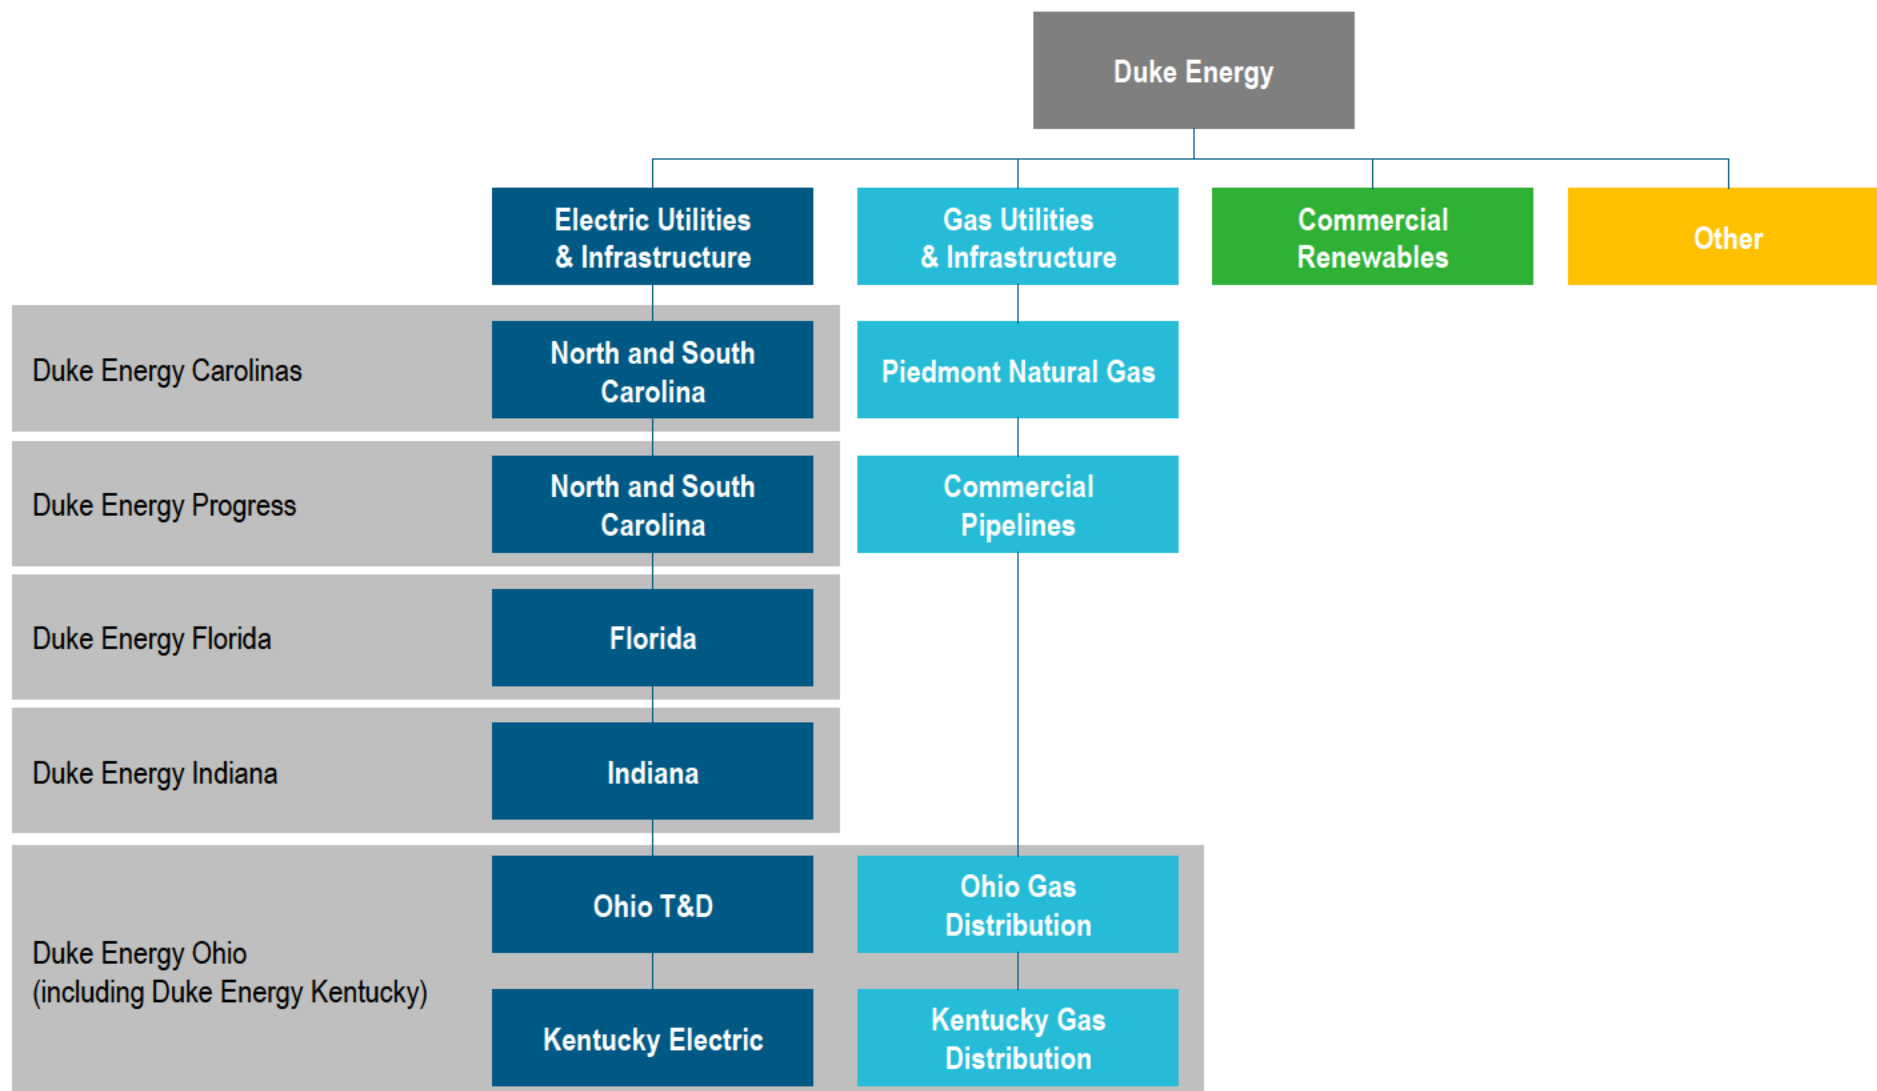 Duke Energy
Electric Utilities
& Infrastructure
Gas Utilities
& Infrastructure
Commercial
Renewables
Other
Duke Energy Carolinas
North and South
Carolina
Piedmont Natural Gas
Duke Energy Progress
North and South
Carolina
Commercial
Pipelines
Duke Energy Florida
Florida
Duke Energy Indiana
Indiana
Duke Energy Ohio
(including Duke Energy Kentucky)
Ohio T&D
Ohio Gas
Distribution
Kentucky Electric
Kentucky Gas
Distribution